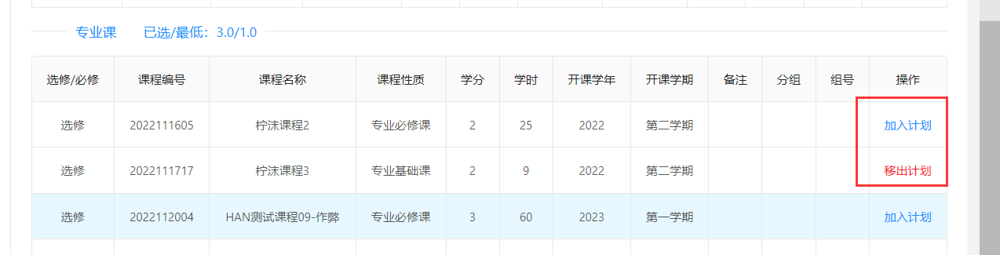 专业课 已选/最低：3.0/1.0
选修/必修 课程编号 课程名称 课程性质 学分 学时 开课学年 开课学期 备注 分组 组号 操作
选修 2022111605 柠沫课程2 专业必修课 2 25 2022 第二学期 加入计划
选修 2022111717 柠沫课程3 专业基础课 2 9 2022 第二学期 移出计划
选修 2022112004 HAN测试课程09-作弊 专业必修课 3 60 2023 第一学期 加入计划